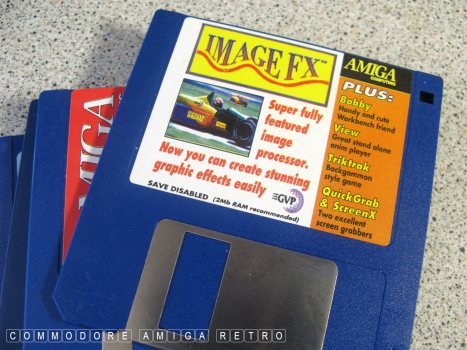 IMAGE FX™
Super fully
featured
image
processor.
Now you can create stunning
graphic effects easily
SAVE DISABLED (2Mb RAM recommended)
GVP
AMIGA
COMPUTING
PLUS:
Bobby
Handy and cute
Workbench friend
View
Great stand alone
anim player
Triktrak
Backgammon
style game
QuickGrab
& ScreenX
Two excellent
screen grabbers
AMIGA
COMMODORE AMIGA RETRO